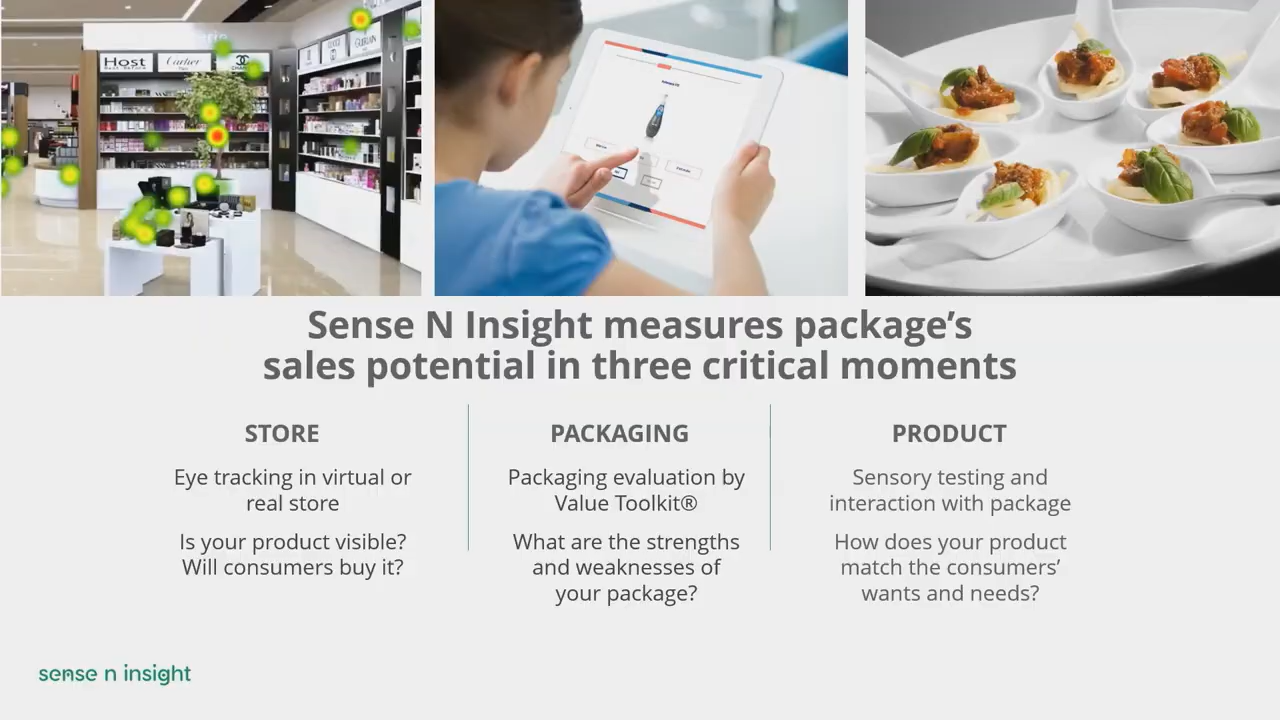 Host
Cartier
Sense N Insight measures package's
sales potential in three critical moments
STORE
Eye tracking in virtual or
real store
Is your product visible?
Will consumers buy it?
PACKAGING
Packaging evaluation by
Value Toolkit®
What are the strengths
and weaknesses of
your package?
PRODUCT
Sensory testing and
interaction with package
How does your product
match the consumers'
wants and needs?
sense n insight